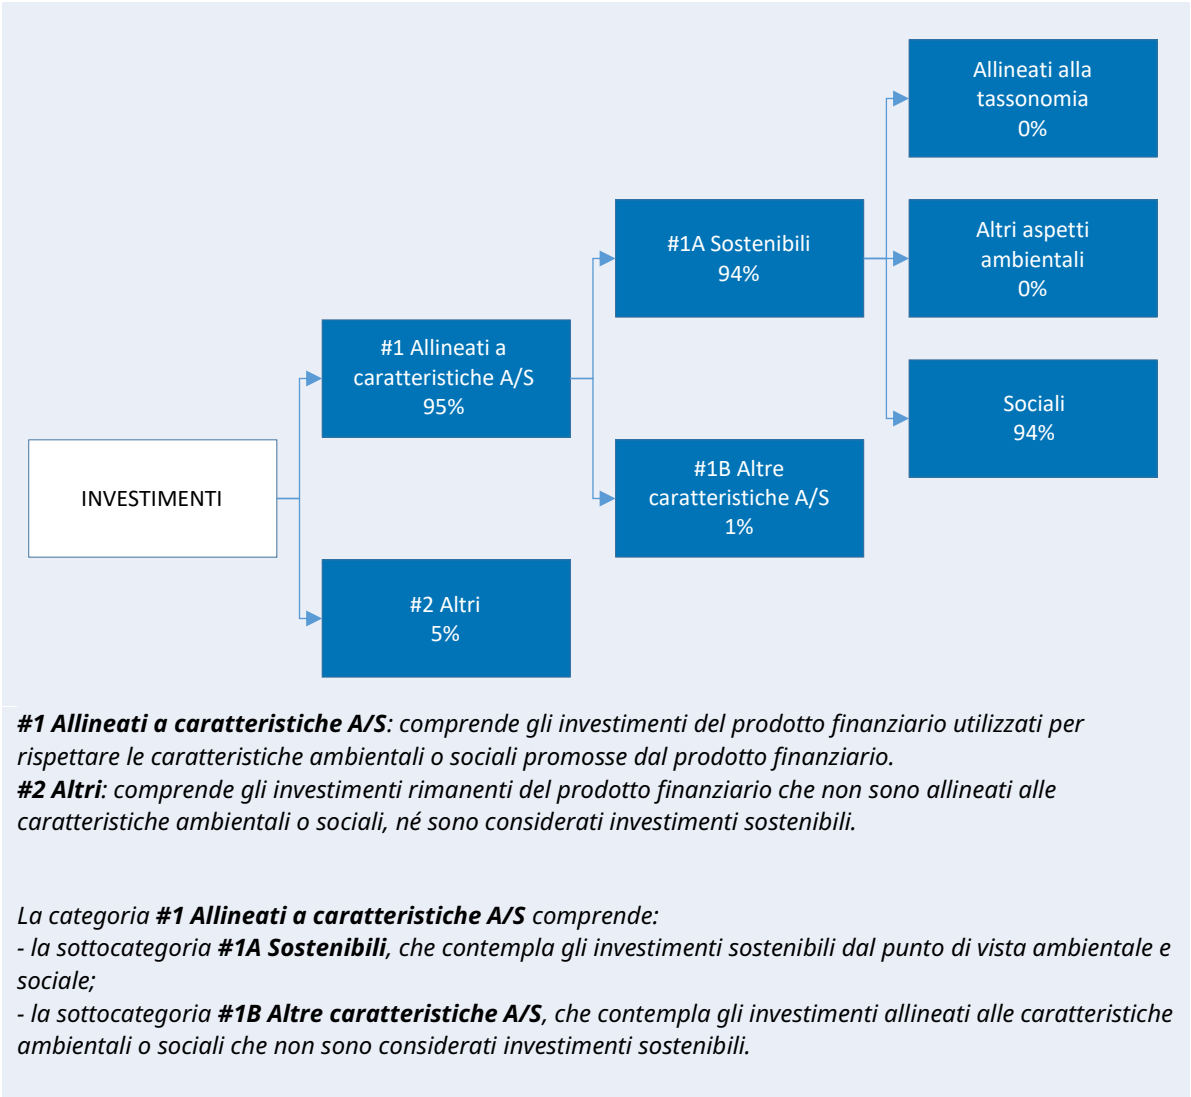 Allineati alla
tassonomia
0%
#1A Sostenibili
94%
Altri aspetti
ambientali
0%
#1 Allineati a
caratteristiche A/S
95%
Sociali
94%
INVESTIMENTI
#1B Altre
caratteristiche A/S
1%
#2 Altri
5%
#1 Allineati a caratteristiche A/S: comprende gli investimenti del prodotto finanziario utilizzati per
rispettare le caratteristiche ambientali o sociali promosse dal prodotto finanziario.
#2 Altri: comprende gli investimenti rimanenti del prodotto finanziario che non sono allineati alle
caratteristiche ambientali o sociali, né sono considerati investimenti sostenibili.
La categoria #1 Allineati a caratteristiche A/S comprende:
- la sottocategoria #1A Sostenibili, che contempla gli investimenti sostenibili dal punto di vista ambientale e
sociale;
- la sottocategoria #1B Altre caratteristiche A/S, che contempla gli investimenti allineati alle caratteristiche
ambientali o sociali che non sono considerati investimenti sostenibili.